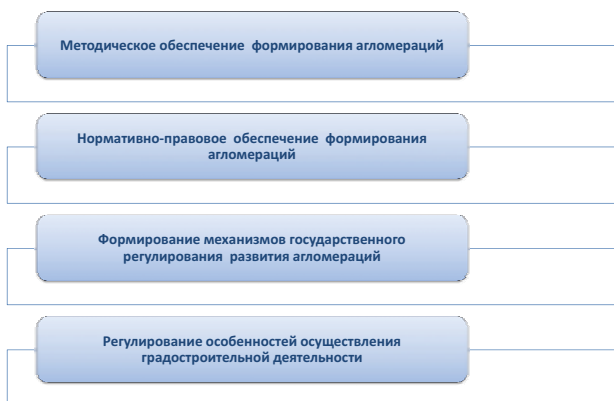 Методическое обеспечение формирования агломераций
Нормативно-правовое обеспечение формирования
агломераций
Формирование механизмов государственного
регулирования развития агломераций
Регулирование особенностей осуществления
градостроительной деятельности